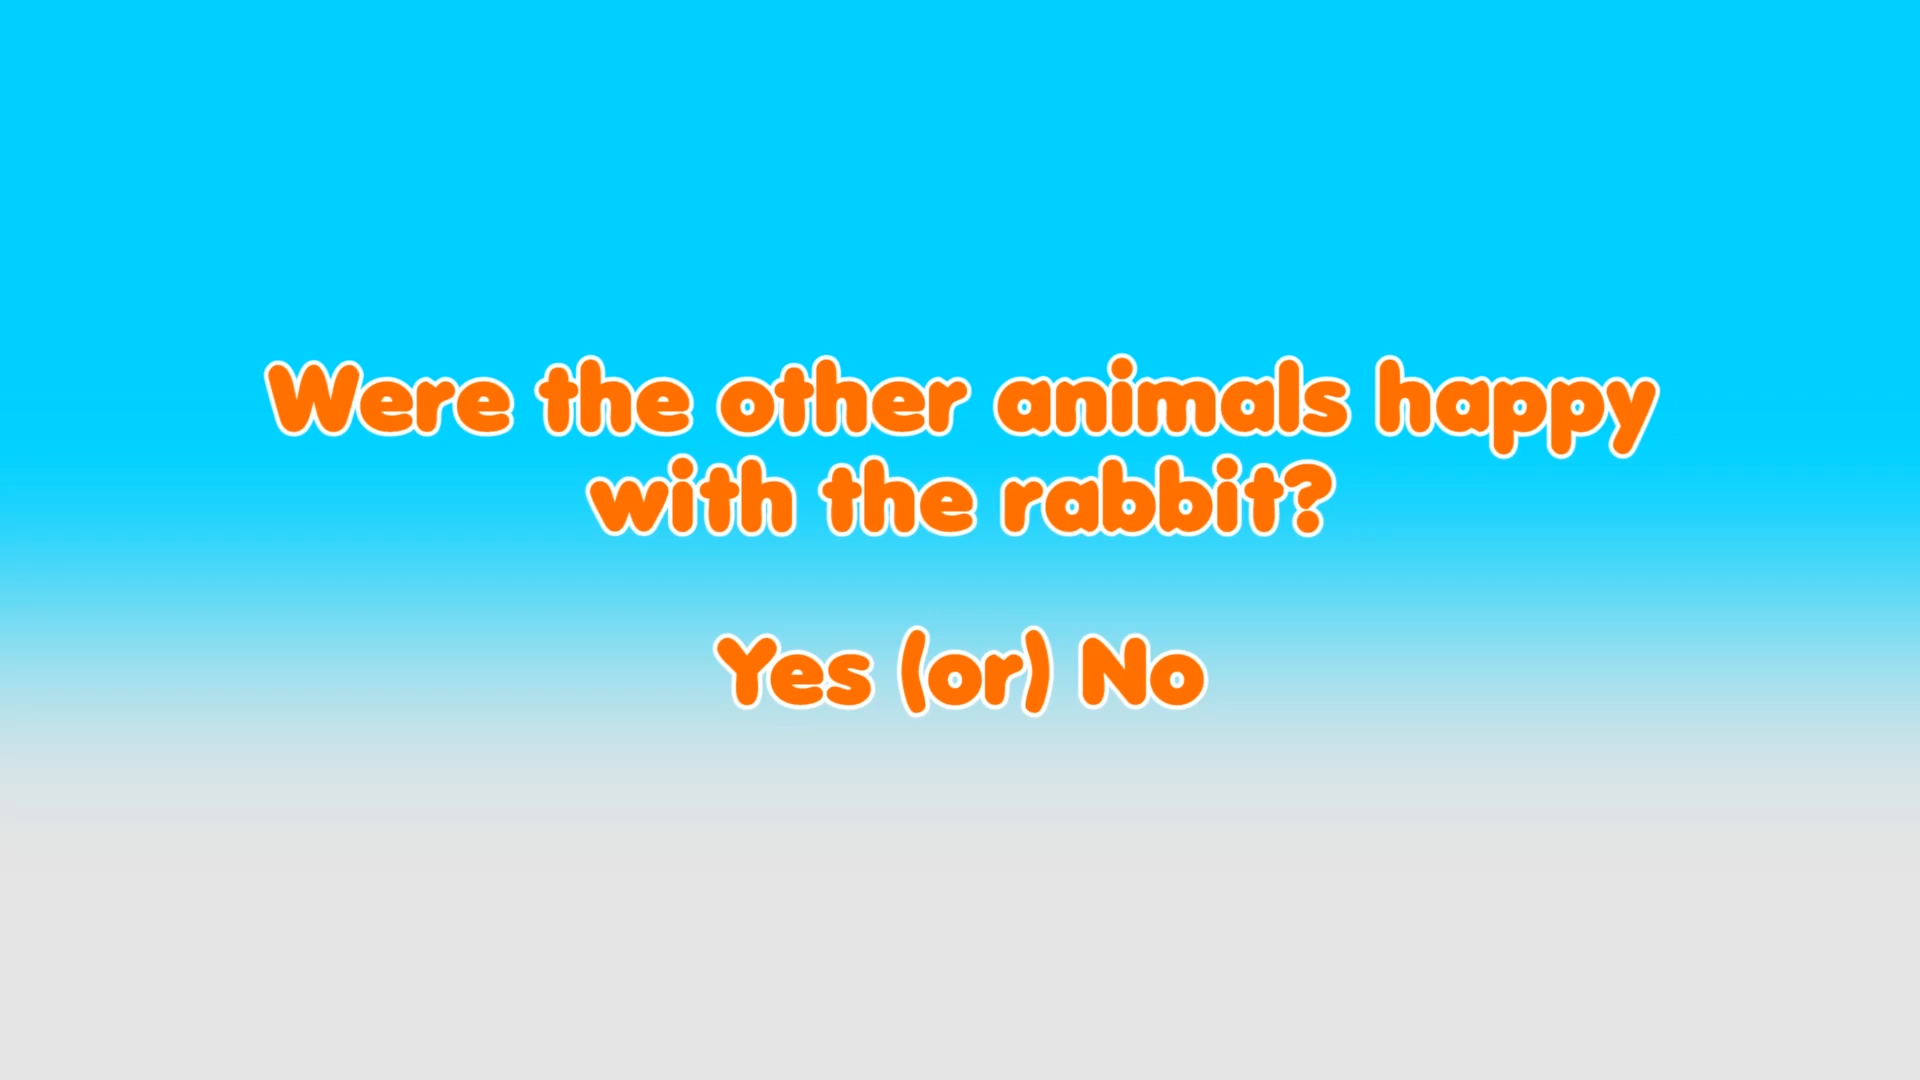 Were the other animals happy
with the rabbit?
Yes (or) No